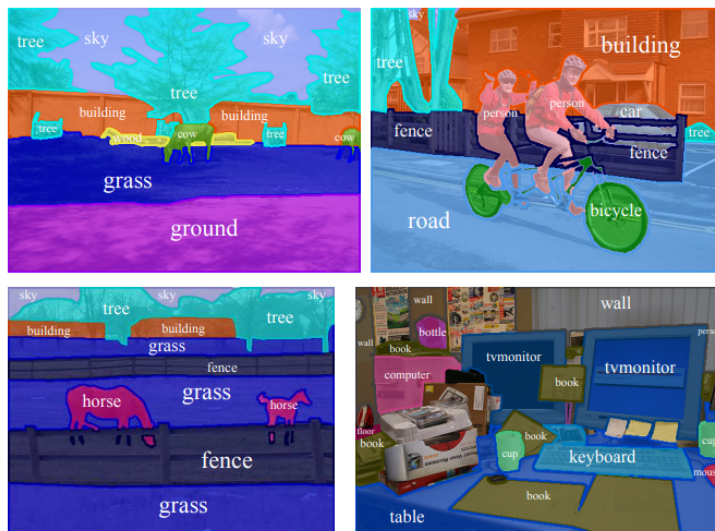 sky
sky
tree
tree
tree
building
building
tree
wood
cow
tree
cow
grass
ground
sky
tree
building
person
person
car
tree
fence
fence
road
bicycle
sky
sky
sky
tree
tree
building
building
grass
fence
grass
horse
horse
fence
grass
wall
wall
bottle
wall
book
tvmonitor
tvmonitor
computer
book
floor
book
book
cup
cup
keyboard
book
table